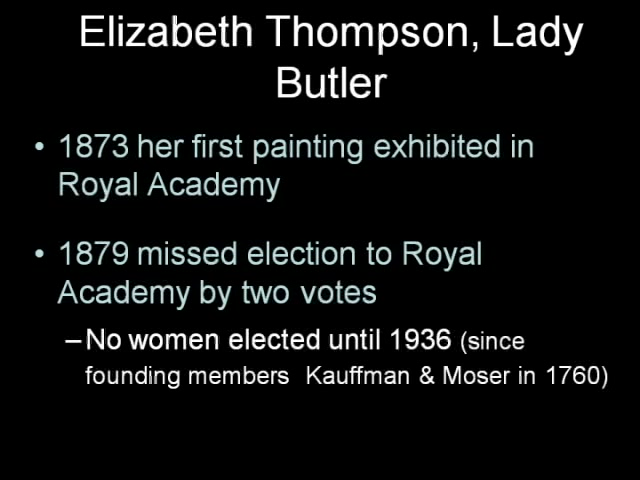 Elizabeth Thompson, Lady
Butler
• 1873 her first painting exhibited in
Royal Academy
• 1879 missed election to Royal
Academy by two votes
–No women elected until 1936 (since
founding members Kauffman & Moser in 1760)